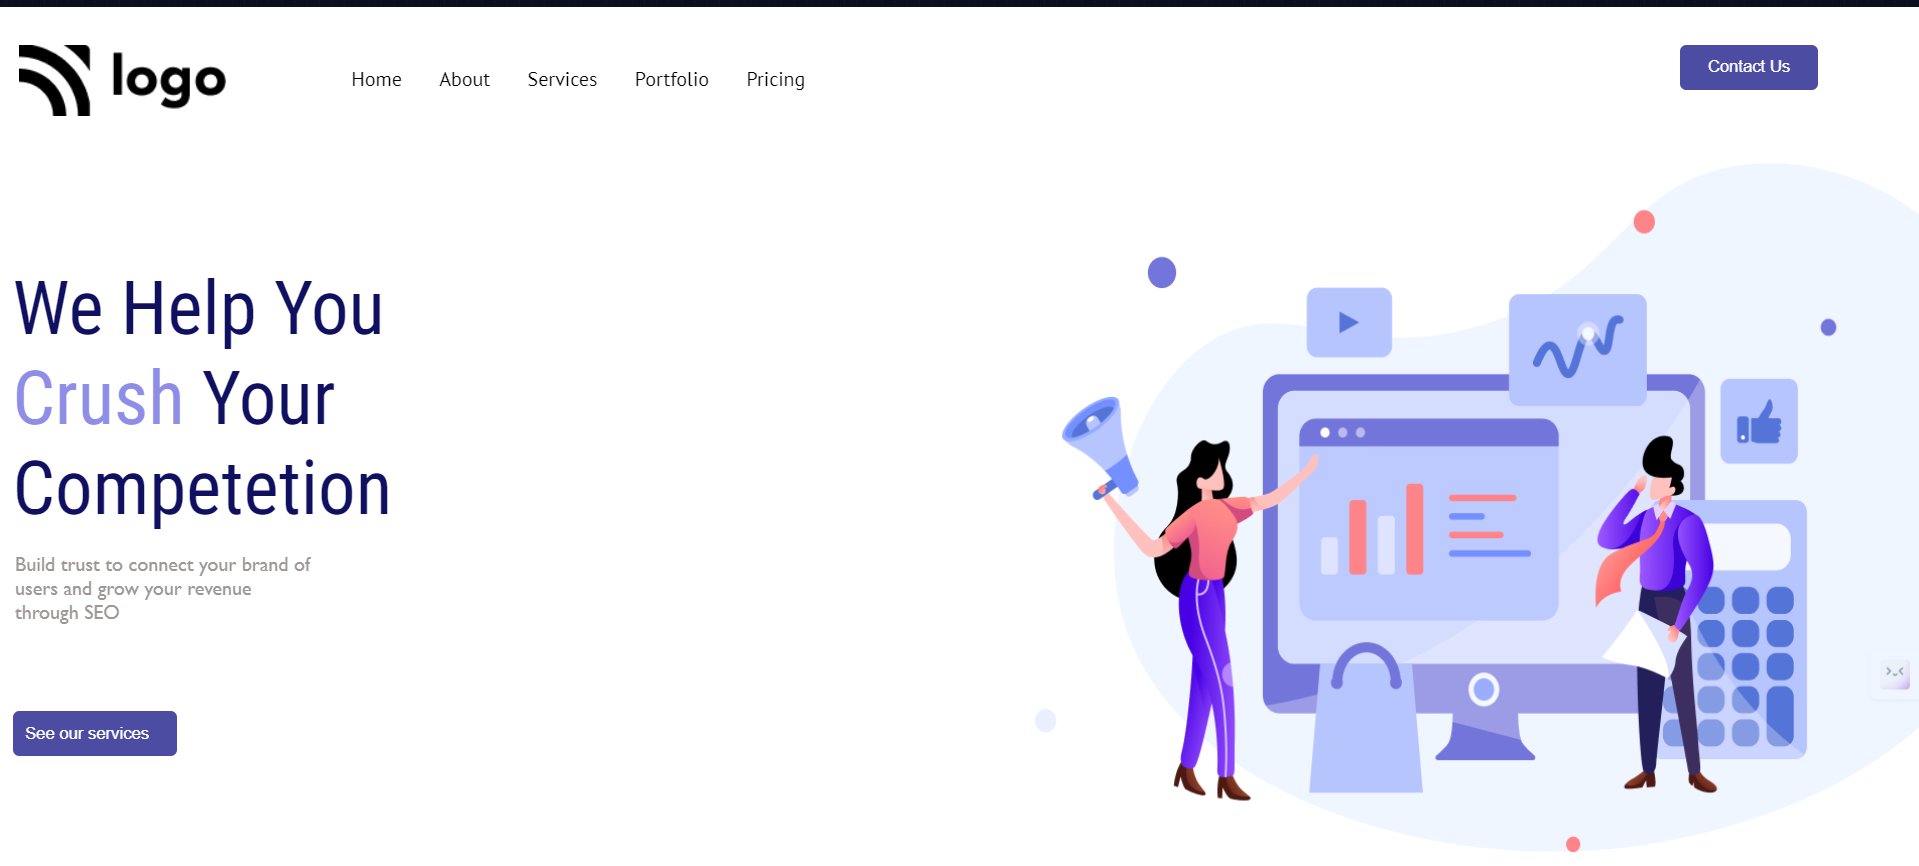 logo
Home About Services Portfolio Pricing
Contact Us
We Help You
Crush Your
Competetion
Build trust to connect your brand of
users and grow your revenue
through SEO
See our services